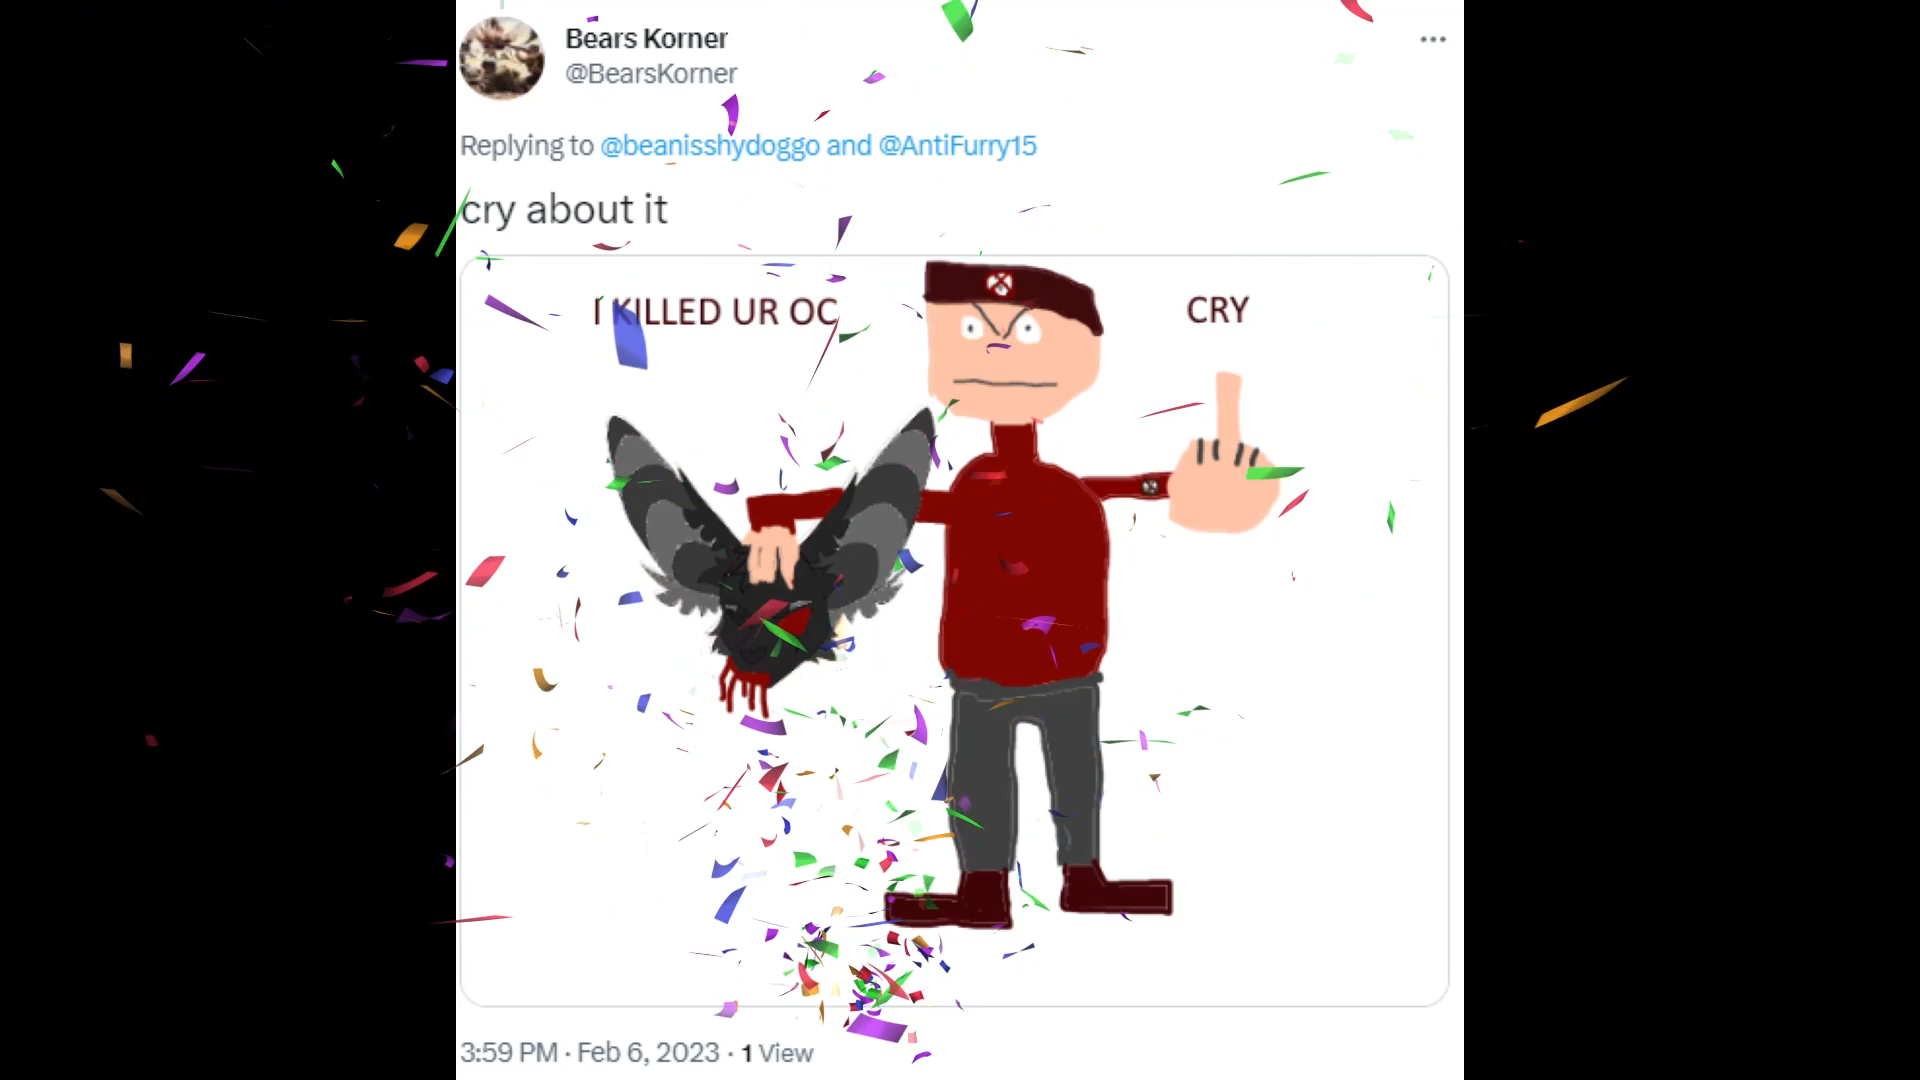 Bears Korner
@BearsKorner
Replying to @beanisshydoggo and @AntiFurry15
cry about it
I KILLED UR OC
CRY
3:59 PM · Feb 6, 2023 · 1 View